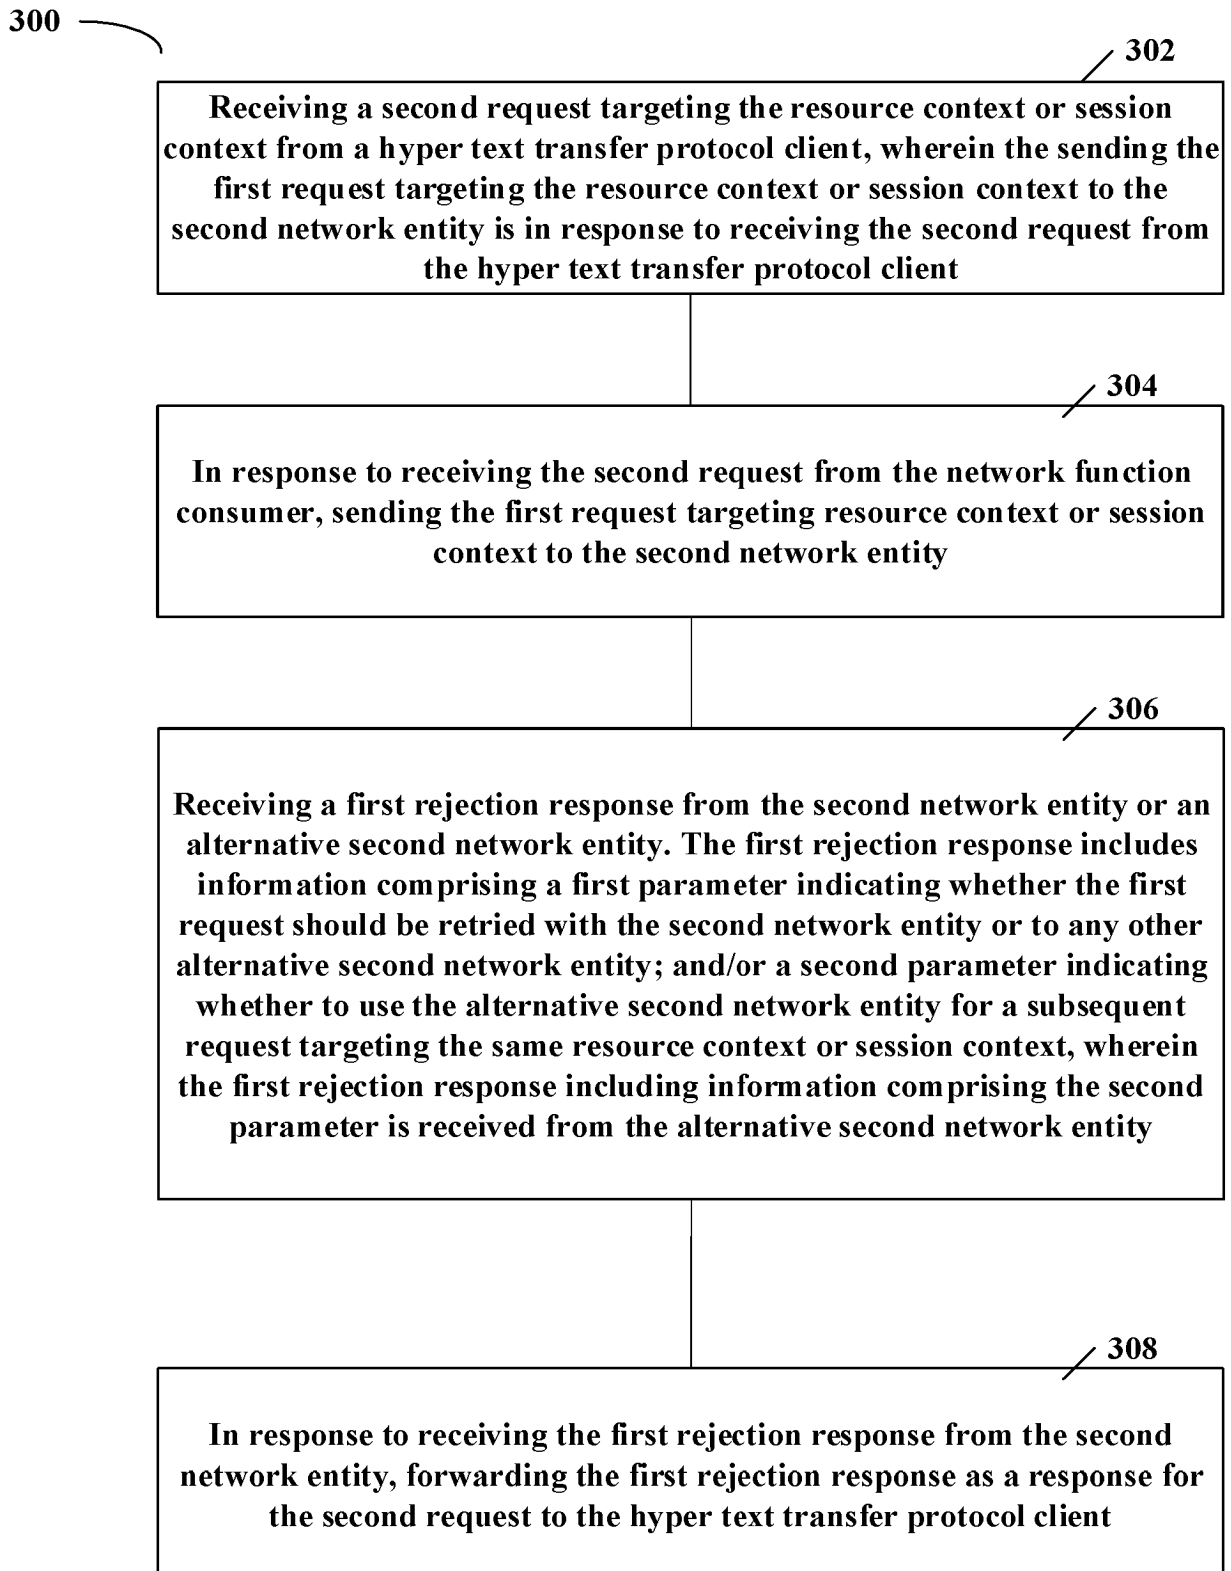 300
302
Receiving a second request targeting the resource context or session
context from a hyper text transfer protocol client, wherein the sending the
first request targeting the resource context or session context to the
second network entity is in response to receiving the second request from
the hyper text transfer protocol client
304
In response to receiving the second request from the network function
consumer, sending the first request targeting resource context or session
context to the second network entity
306
Receiving a first rejection response from the second network entity or an
alternative second network entity. The first rejection response includes
information comprising a first parameter indicating whether the first
request should be retried with the second network entity or to any other
alternative second network entity; and/or a second parameter indicating
whether to use the alternative second network entity for a subsequent
request targeting the same resource context or session context, wherein
the first rejection response including information comprising the second
parameter is received from the alternative second network entity
308
In response to receiving the first rejection response from the second
network entity, forwarding the first rejection response as a response for
the second request to the hyper text transfer protocol client